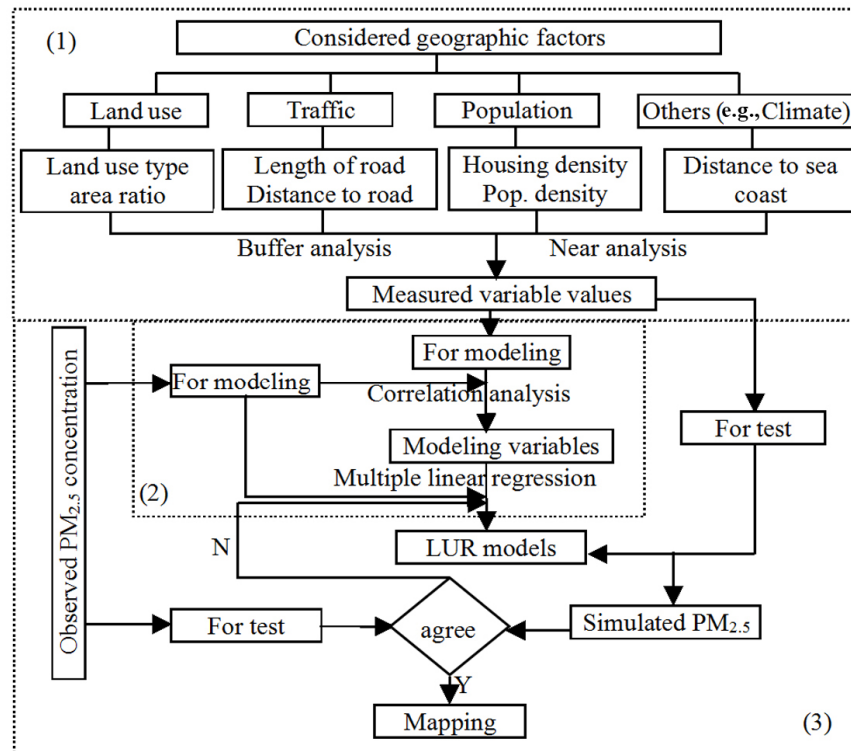 (1)
Considered geographic factors
Land use
Traffic
Population
Others (e.g., Climate)
Land use type
area ratio
Length of road
Distance to road
Housing density
Pop. density
Distance to sea
coast
Buffer analysis
Near analysis
Measured variable values
Observed PM2.5 concentration
For modeling
For modeling
Correlation analysis
For test
Modeling variables
Multiple linear regression
(2)
N
LUR models
For test
agree
Simulated PM2.5
Y
Mapping
(3)